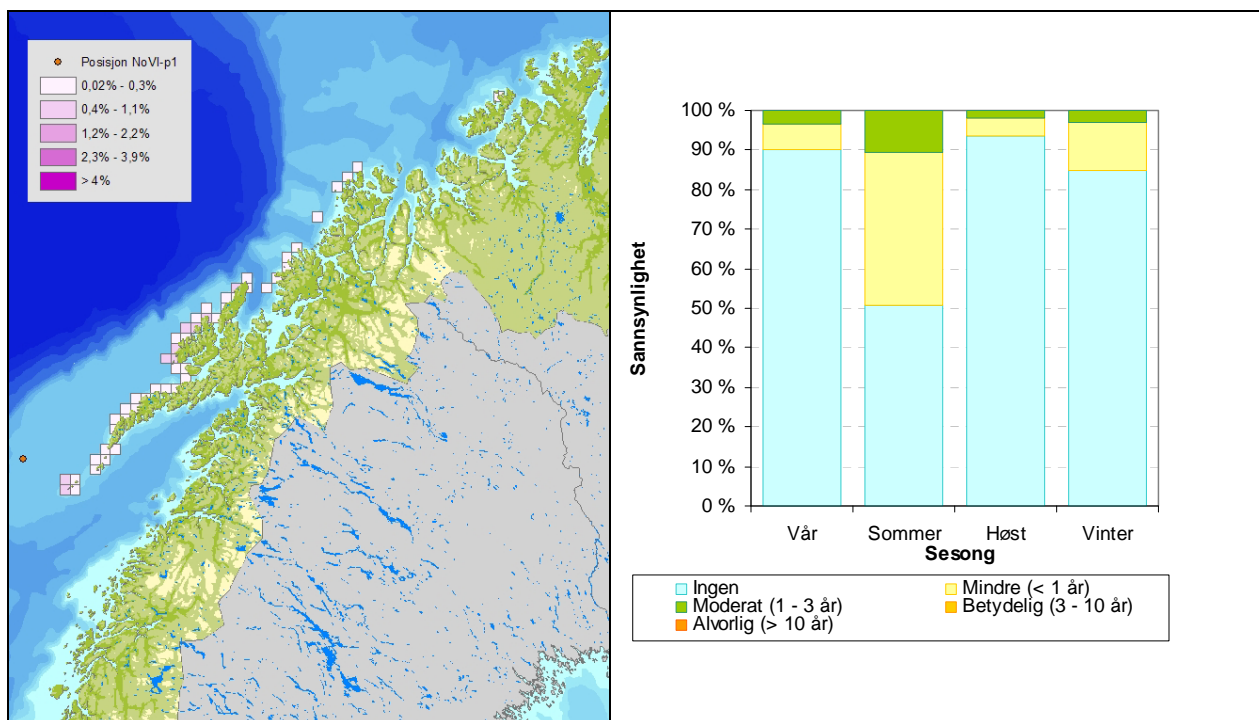 Posisjon NoVI-p1
0,02% - 0,3%
0,4% - 1,1%
1,2% - 2,2%
2,3% - 3,9%
> 4%
100 %
90 %
80 %
70 %
60 %
50 %
40 %
30 %
20 %
10 %
0 %
Sannsynlighet
Vår Sommer Høst Vinter
Sesong
Ingen Mindre (< 1 år)
Moderat (1 - 3 år) Betydelig (3 - 10 år)
Alvorlig (> 10 år)